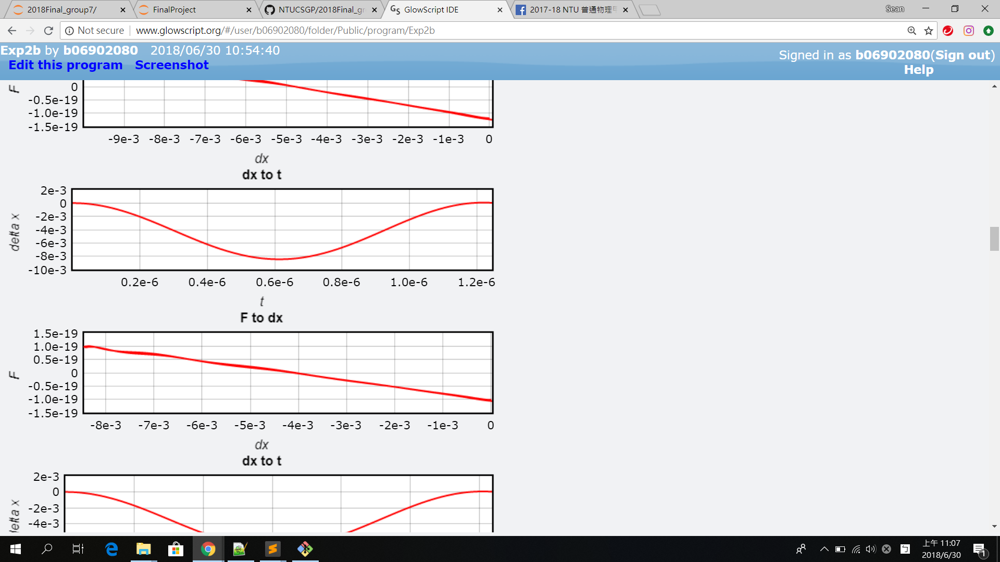 2018Final_group7/
FinalProject
NTUCSGP/2018Final_gr
GlowScript IDE
2017-18 NTU 普通物理甲
Sean
Not secure
www.glowscript.org/#/user/b06902080/folder/Public/program/Exp2b
Exp2b by b06902080 2018/06/30 10:54:40
Edit this program Screenshot
Signed in as b06902080(Sign out)
Help
F
0
-0.5e-19
-1.0e-19
-1.5e-19
-9e-3 -8e-3 -7e-3 -6e-3 -5e-3 -4e-3 -3e-3 -2e-3 -1e-3 0
dx
dx to t
delta x
2e-3
0
-2e-3
-4e-3
-6e-3
-8e-3
-10e-3
0.2e-6 0.4e-6 0.6e-6 0.8e-6 1.0e-6 1.2e-6
t
F to dx
F
1.5e-19
1.0e-19
0.5e-19
0
-0.5e-19
-1.0e-19
-1.5e-19
-8e-3 -7e-3 -6e-3 -5e-3 -4e-3 -3e-3 -2e-3 -1e-3 0
dx
dx to t
delta x
2e-3
0
-2e-3
-4e-3
上午 11:07
2018/6/30
1